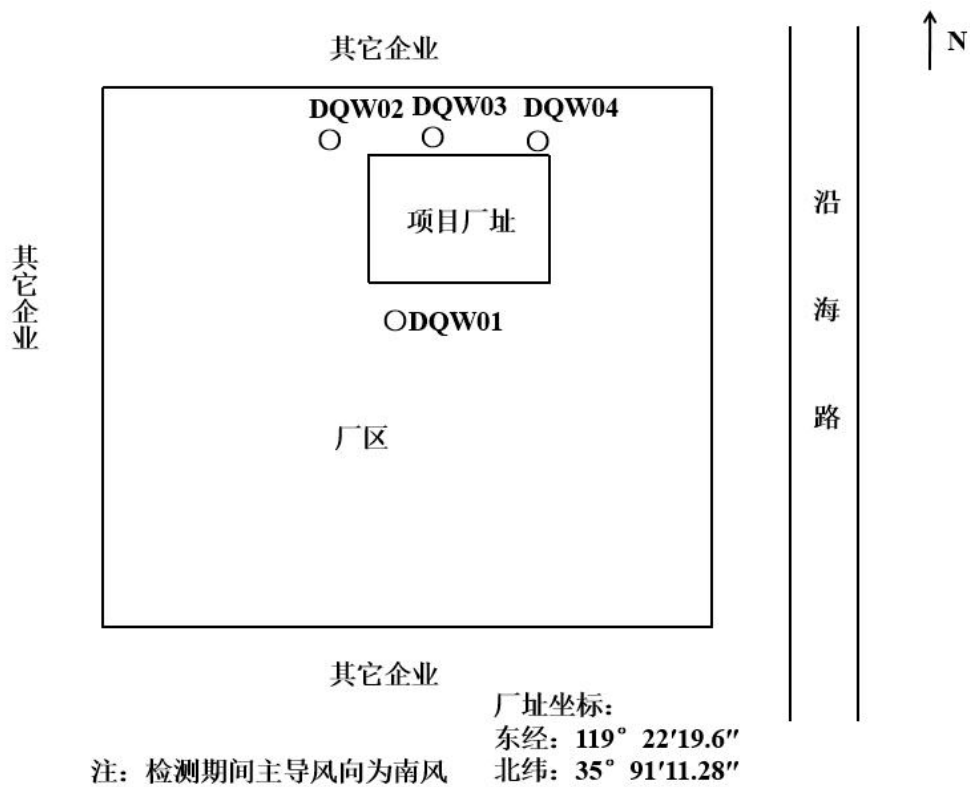 其它企业
N
DQW02 DQW03 DQW04
项目厂址
沿海路
其它企业
DQW01
厂区
其它企业
厂址坐标：
东经：119°22′19.6″
北纬：35°91′11.28″
注：检测期间主导风向为南风